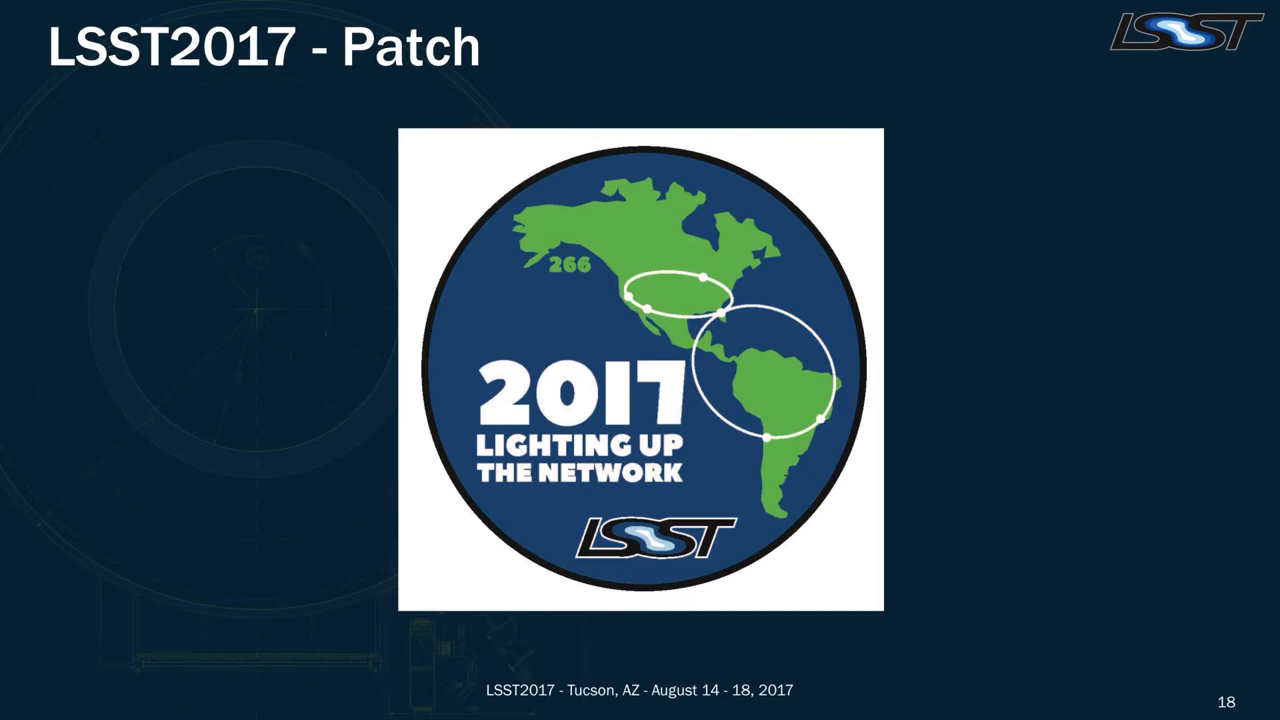 LSST2017 - Patch
LSST
266
2017
LIGHTING UP
THE NETWORK
LSST
LSST2017 - Tucson, AZ - August 14 - 18, 2017
18